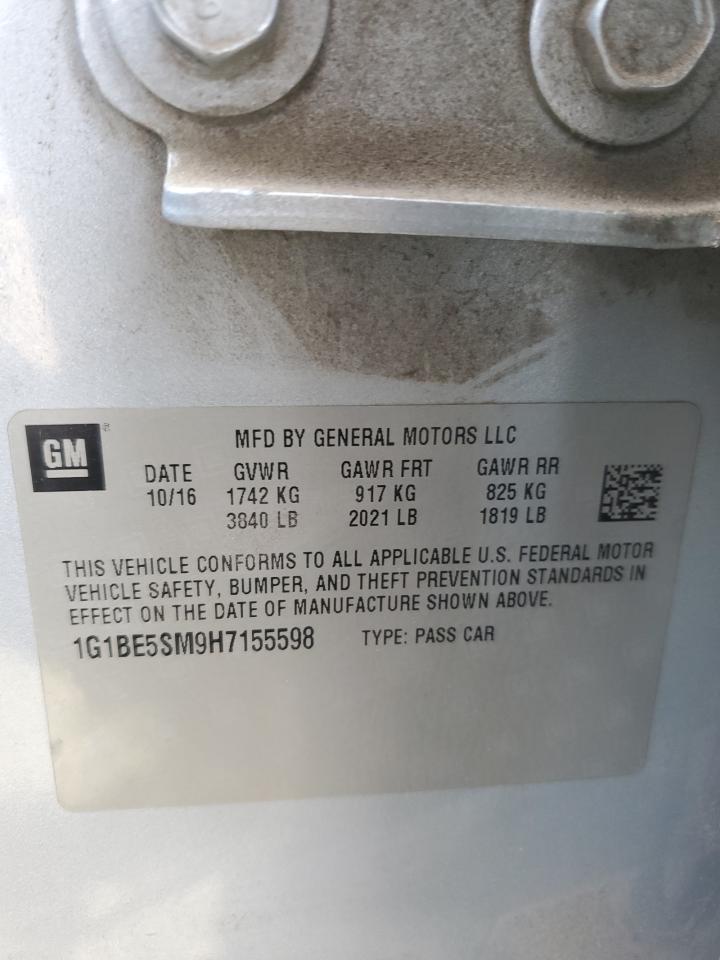 GM ®
MFD BY GENERAL MOTORS LLC
DATE GVWR GAWR FRT GAWR RR
10/16 1742 KG 917 KG 825 KG
3840 LB 2021 LB 1819 LB
THIS VEHICLE CONFORMS TO ALL APPLICABLE U.S. FEDERAL MOTOR
VEHICLE SAFETY, BUMPER, AND THEFT PREVENTION STANDARDS IN
EFFECT ON THE DATE OF MANUFACTURE SHOWN ABOVE.
1G1BE5SM9H7155598 TYPE: PASS CAR